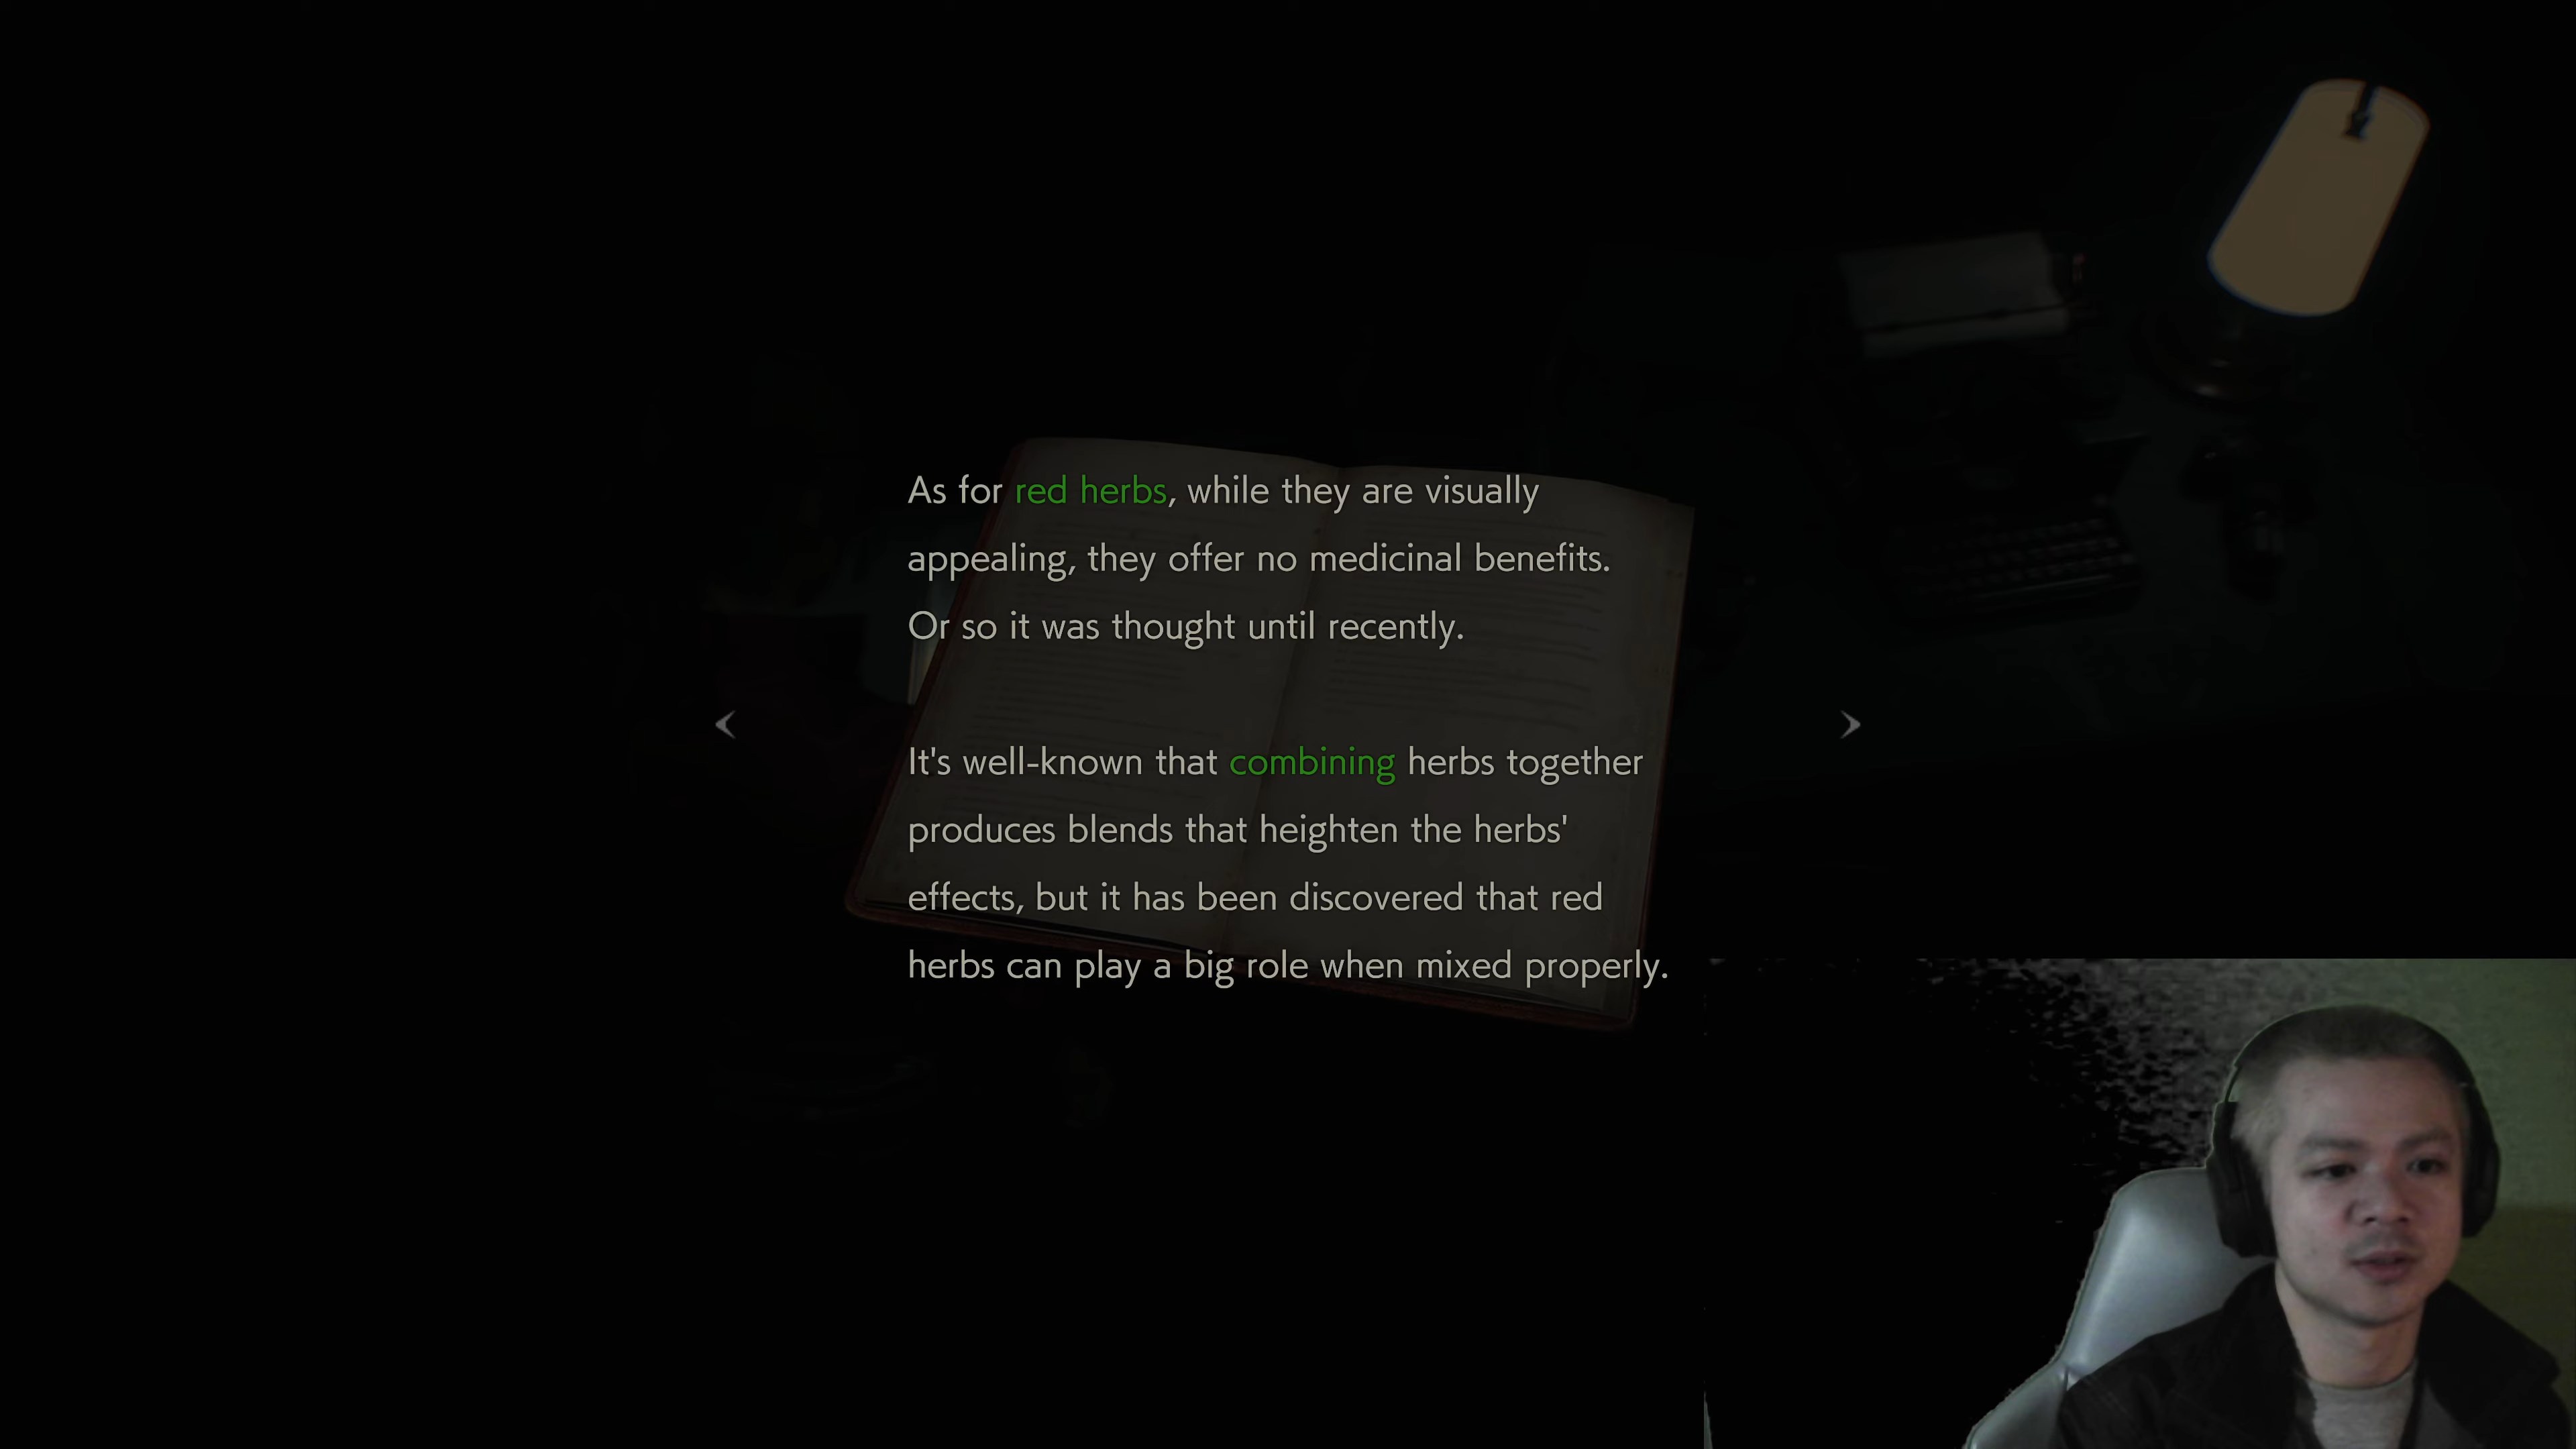 As for red herbs, while they are visually
appealing, they offer no medicinal benefits.
Or so it was thought until recently.
It's well-known that combining herbs together
produces blends that heighten the herbs'
effects, but it has been discovered that red
herbs can play a big role when mixed properly.